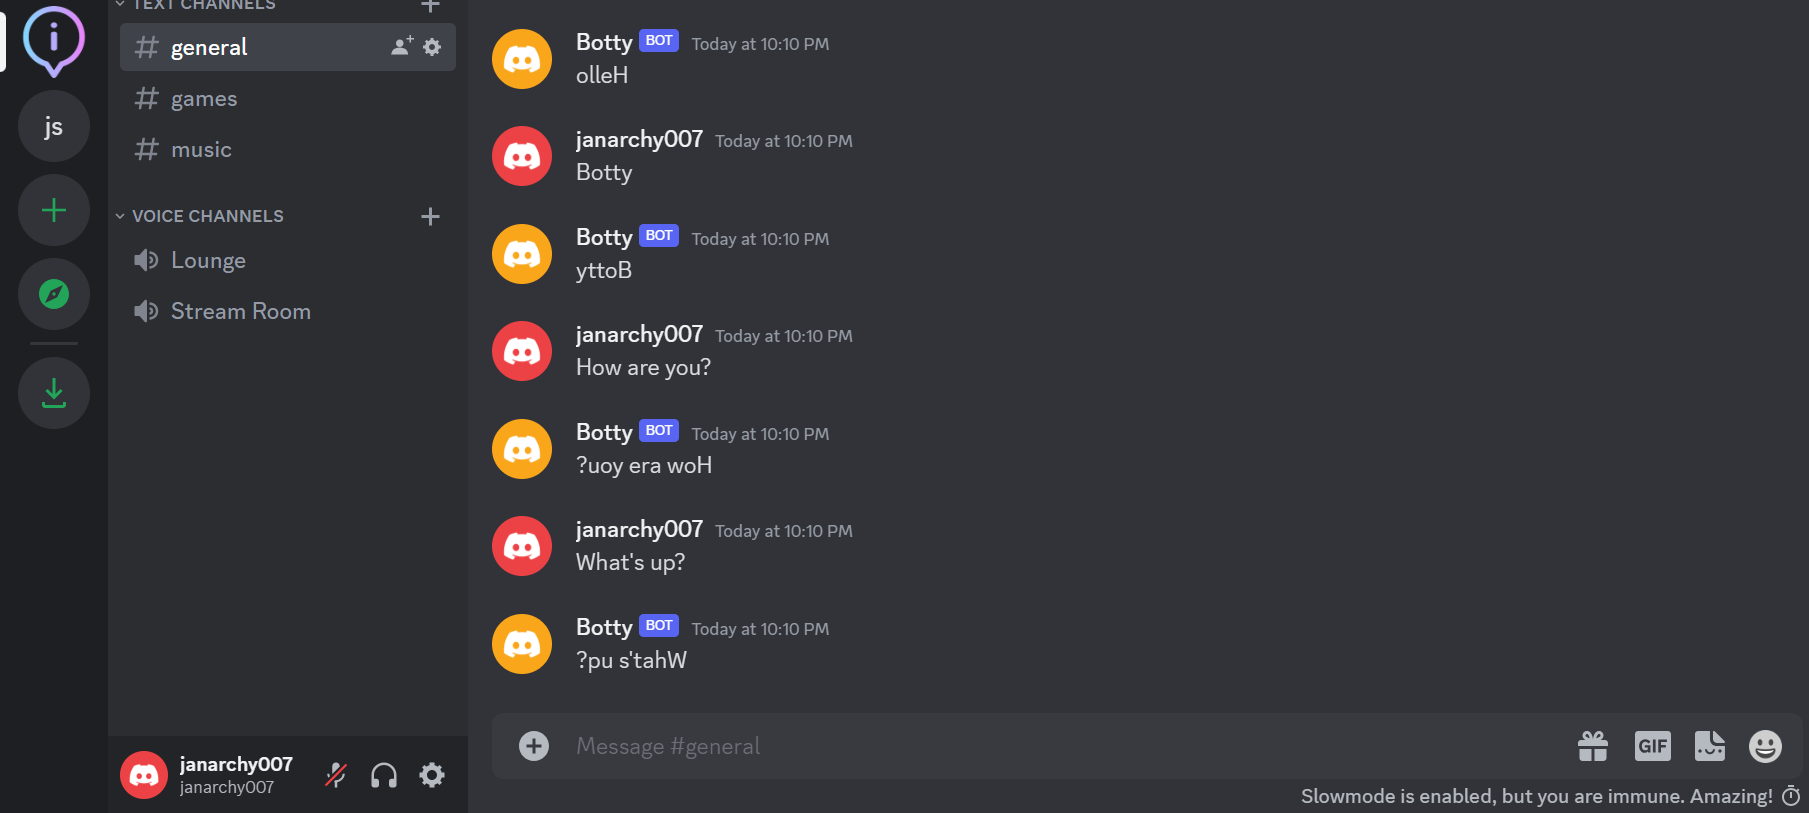 i
js
TEXT CHANNELS
general
games
music
VOICE CHANNELS
Lounge
Stream Room
janarchy007
janarchy007
Botty BOT Today at 10:10 PM
olleH
janarchy007 Today at 10:10 PM
Botty
Botty BOT Today at 10:10 PM
yttoB
janarchy007 Today at 10:10 PM
How are you?
Botty BOT Today at 10:10 PM
?uoy era woH
janarchy007 Today at 10:10 PM
What's up?
Botty BOT Today at 10:10 PM
?pu s'tahW
Message #general
GIF
Slowmode is enabled, but you are immune. Amazing!